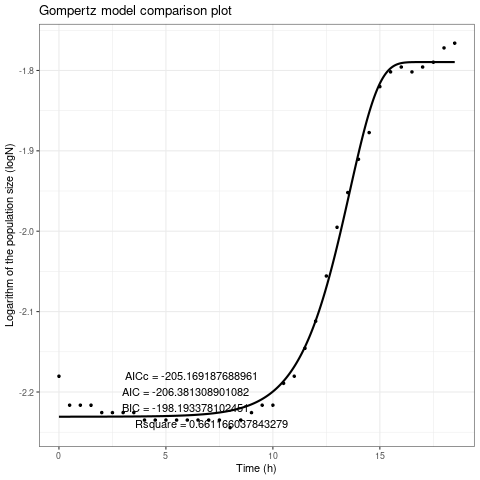 Gompertz model comparison plot
Logarithm of the population size (logN)
-1.8
-1.9
-2.0
-2.1
-2.2
AICc = -205.169187688961
AIC = -206.381308901082
BIC = -198.193378102451
Rsquare = 0.661166037843279
0
5
10
15
Time (h)